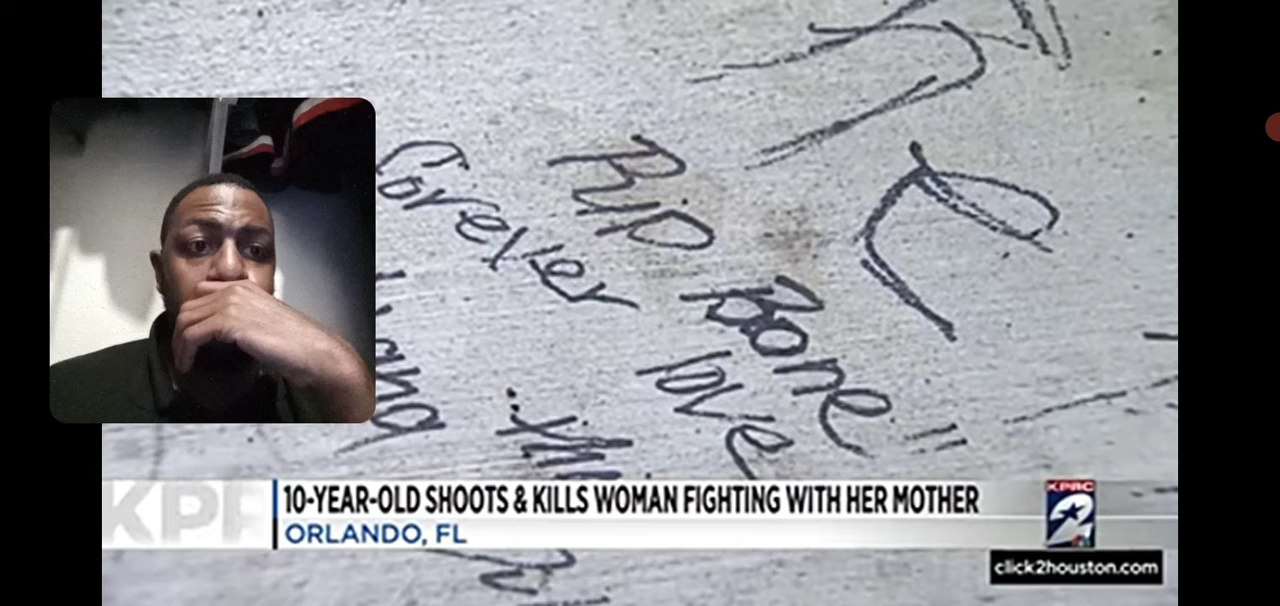 Rip Bone"
Forever
love
KPR
10-YEAR-OLD SHOOTS & KILLS WOMAN FIGHTING WITH HER MOTHER
ORLANDO, FL
KPRC
2
click2houston.com